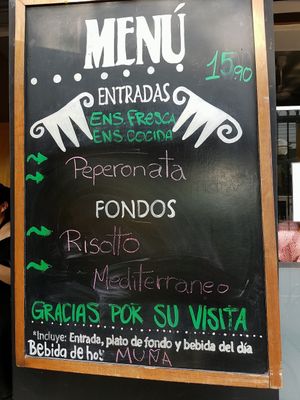 MENÚ
15.90
ENTRADAS
ENS. FRESCA
ENS. COCIDA
Peperonata
FONDOS
Risotto
Mediterraneo
GRACIAS POR SU VISITA
*Incluye: Entrada, plato de fondo y bebida del día
Bebida de hoy MUÑA